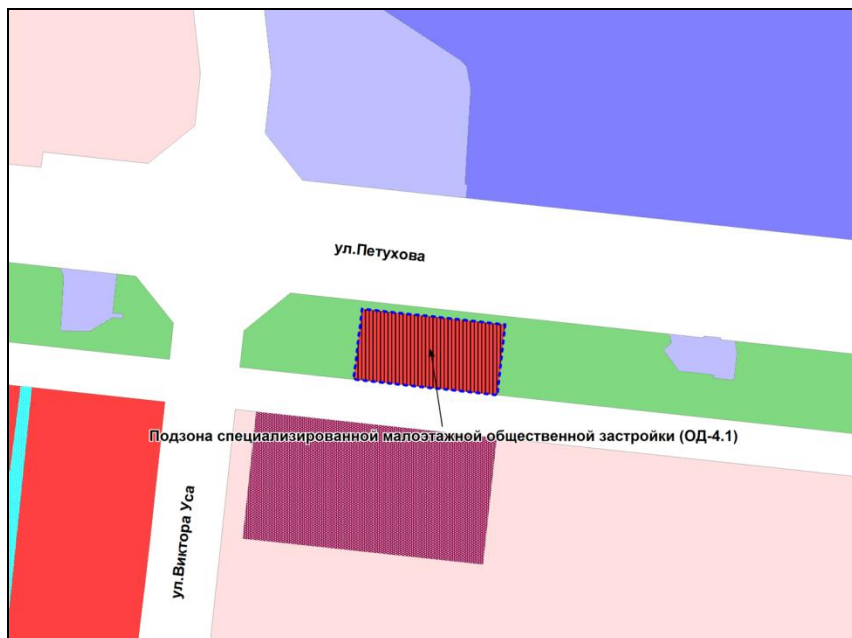 ул.Петухова
Подзона специализированной малоэтажной общественной застройки (ОД-4.1)
ул.Виктора Уса